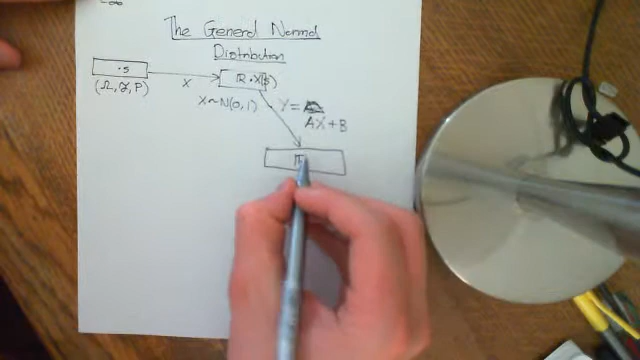 The General Normal
Distribution
.s
X
R • X(s)
(Ω, F, P)
X~N(0,1)
Y =
AX+B
R